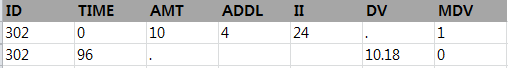 ID TIME AMT ADDL II DV MDV
302 0 10 4 24 . 1
302 96 . 10.18 0